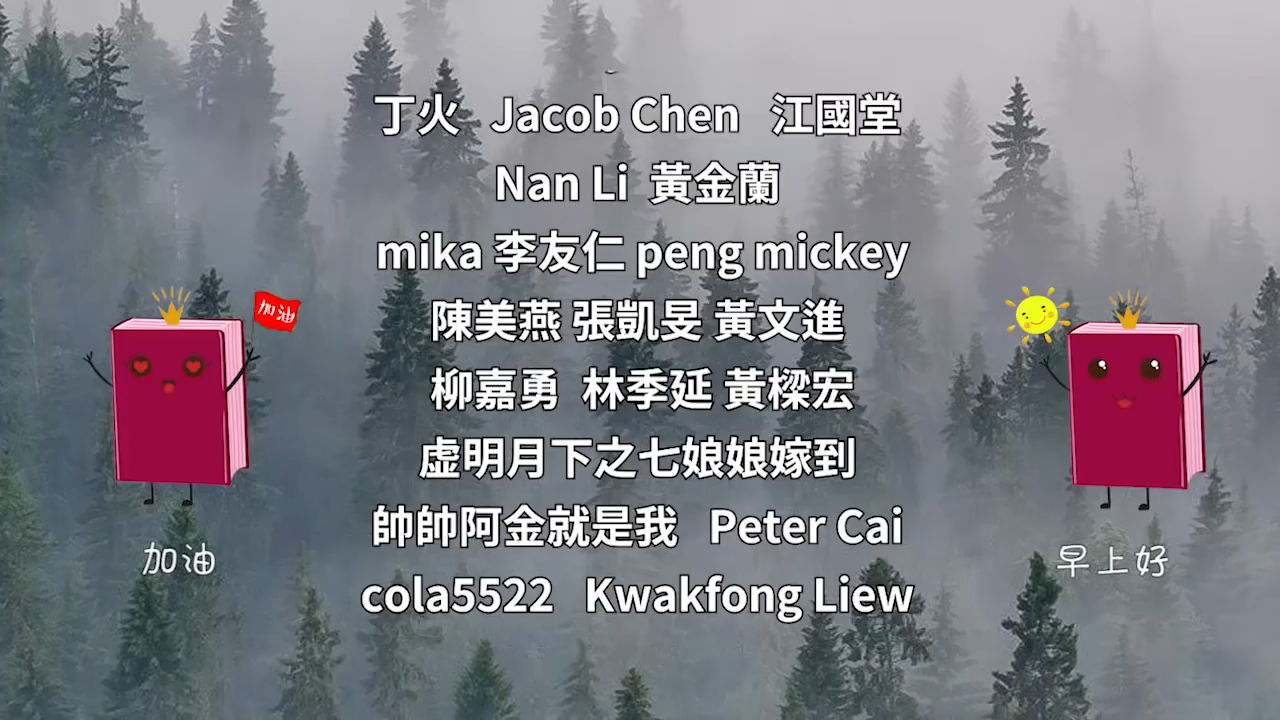 丁火 Jacob Chen 江國堂
Nan Li 黃金蘭
mika 李友仁 peng mickey
陳美燕 張凱旻 黃文進
柳嘉勇 林季延 黃樑宏
虛明月下之七娘娘嫁到
帥帥阿金就是我 Peter Cai
cola5522 Kwakfong Liew
加油
加油
早上好